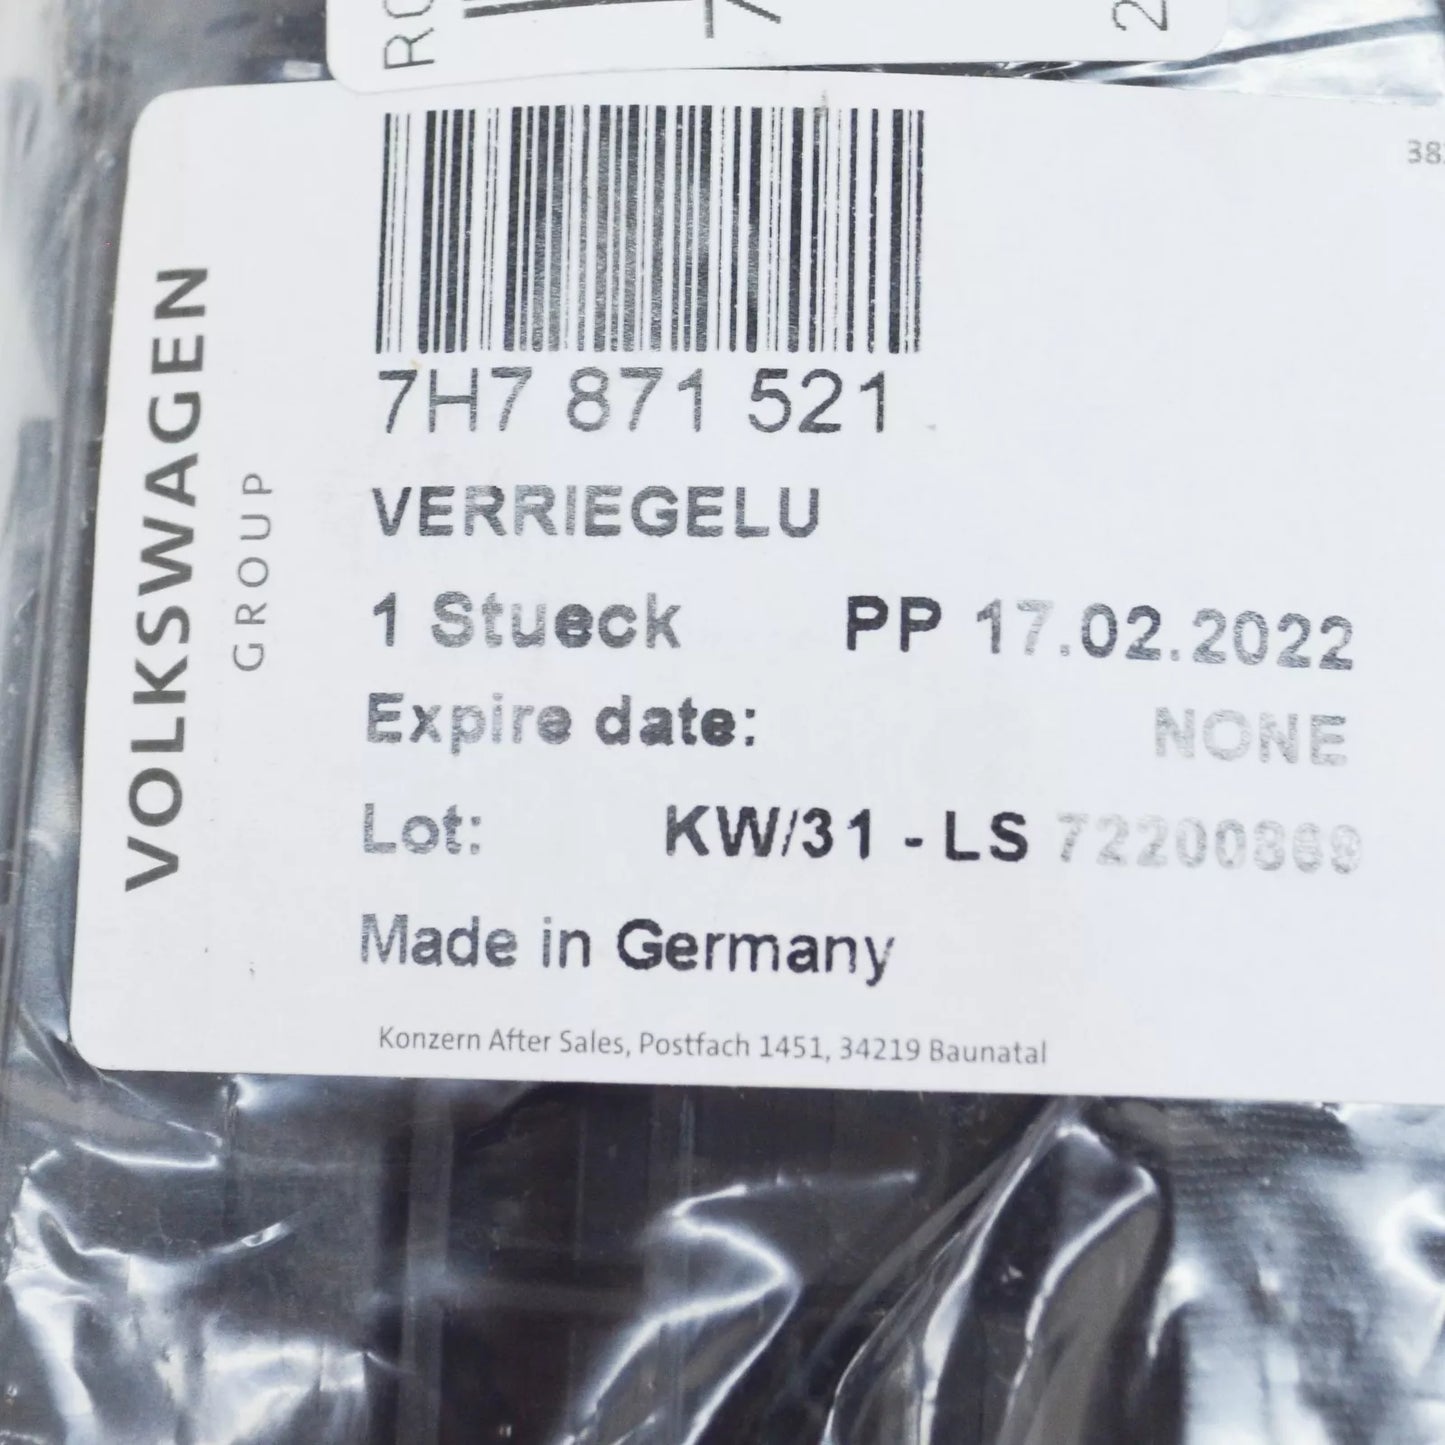 VOLKSWAGEN
GROUP
7H7 871 521
VERRIEGELU
1 Stueck PP 17.02.2022
Expire date: NONE
Lot: KW/31 - LS
Made in Germany
Konzern After Sales, Postfach 1451, 34219 Baunatal